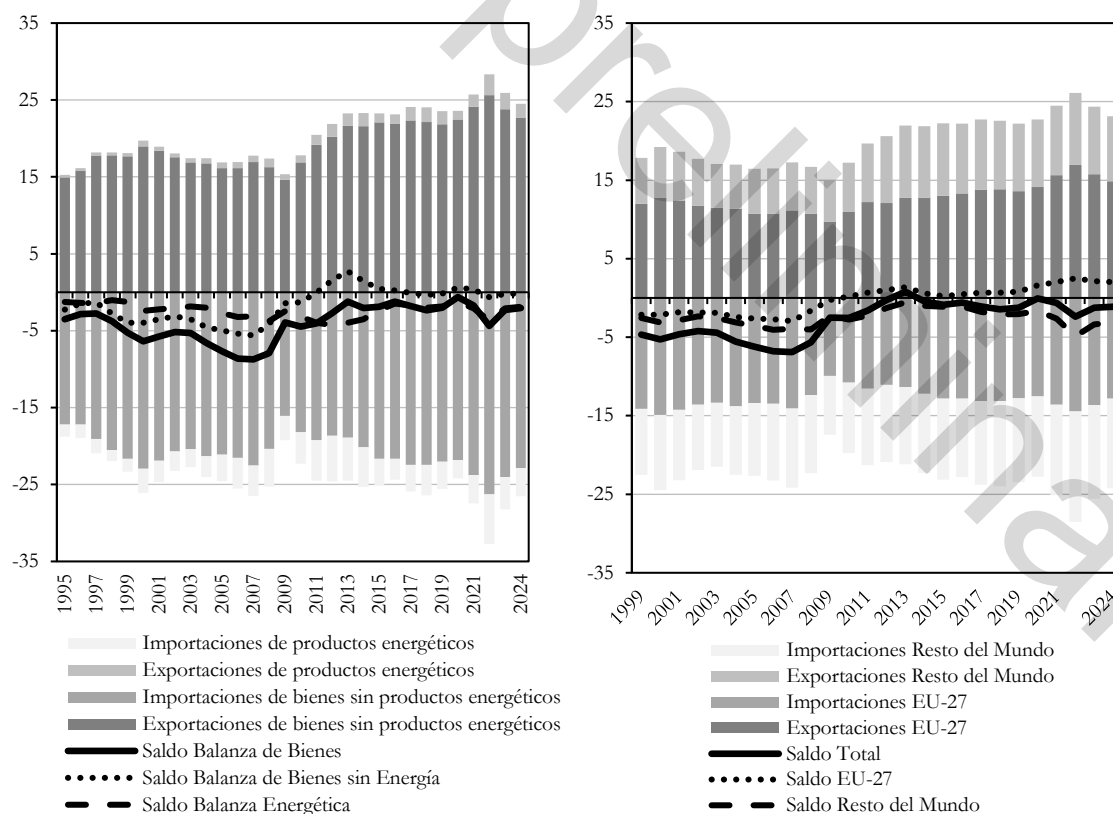 35
25
15
5
-5
-15
-25
-35
1995
1997
1999
2001
2003
2005
2007
2009
2011
2013
2015
2017
2019
2021
2024
Importaciones de productos energéticos
Exportaciones de productos energéticos
Importaciones de bienes sin productos energéticos
Exportaciones de bienes sin productos energéticos
Saldo Balanza de Bienes
Saldo Balanza de Bienes sin Energía
Saldo Balanza Energética
35
25
15
5
-5
-15
-25
-35
1999
2001
2003
2005
2007
2009
2011
2013
2015
2017
2019
2021
2024
Importaciones Resto del Mundo
Exportaciones Resto del Mundo
Importaciones EU-27
Exportaciones EU-27
Saldo Total
Saldo EU-27
Saldo Resto del Mundo
prelimina